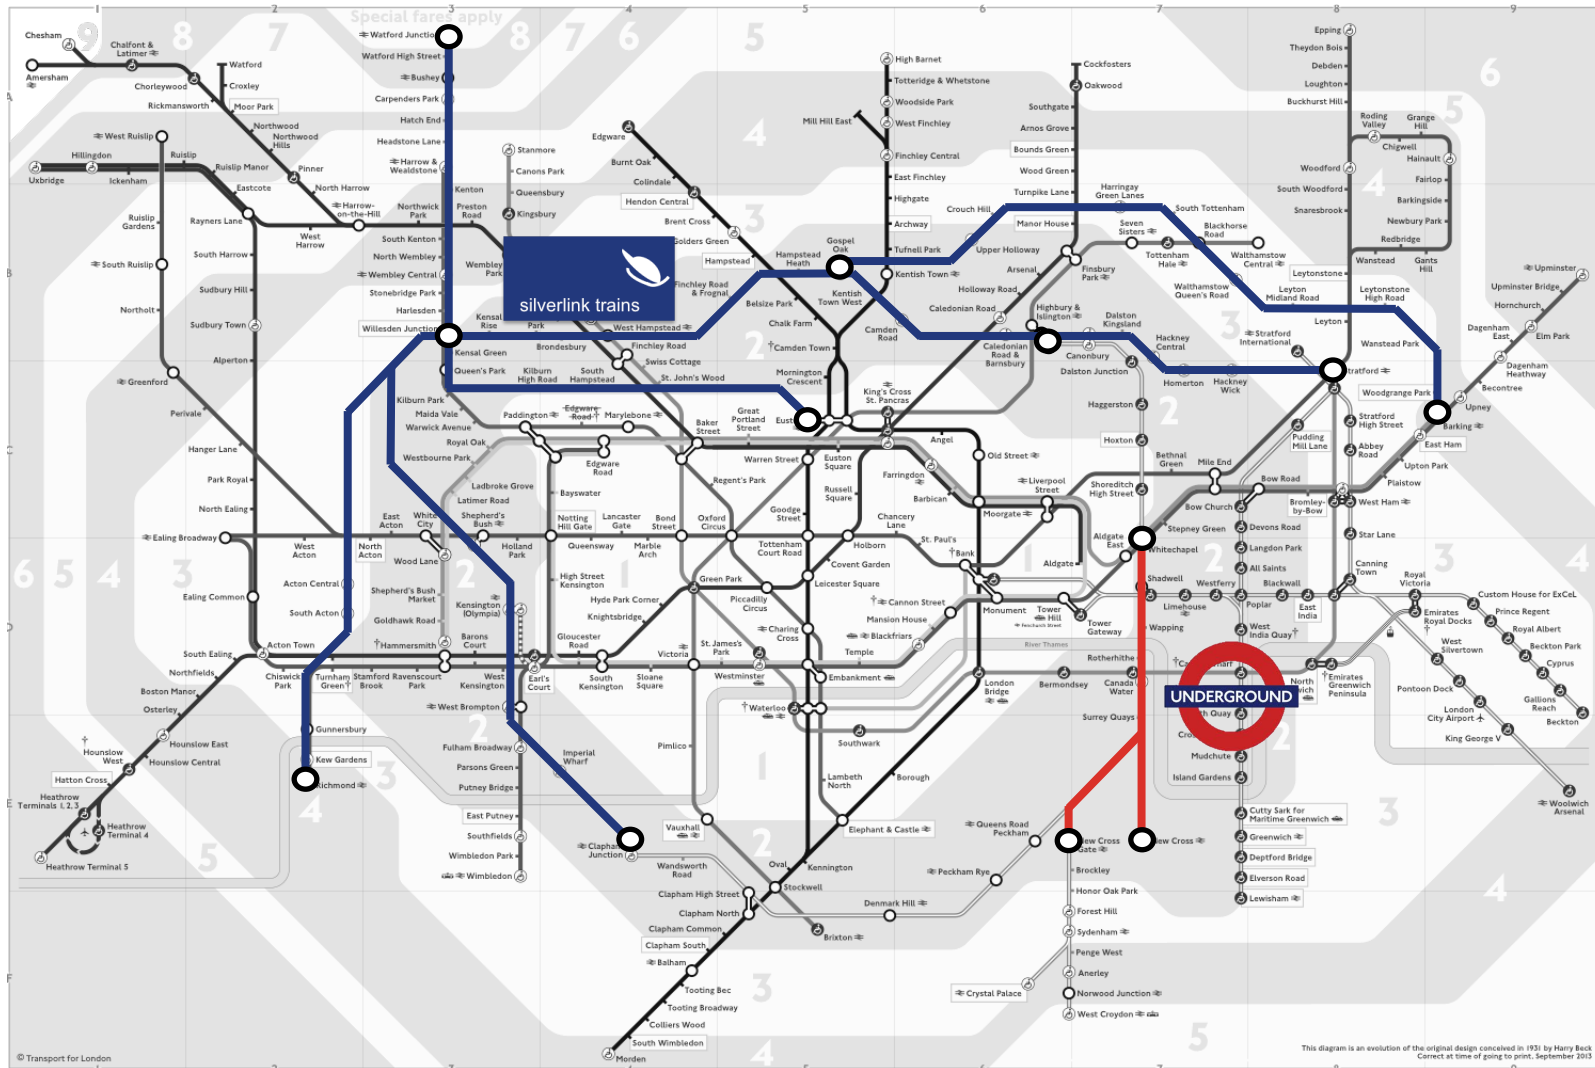 Special fares apply
Chesham
Chalfont &
Latimer
Amersham
Chorleywood
Rickmansworth
Watford
Croxley
Moor Park
Northwood
Northwood
Hills
Pinner
North Harrow
Harrow-
on-the-Hill
West Ruislip
Hillingdon
Uxbridge
Ickenham
Ruislip
Ruislip Manor
Eastcote
Rayners Lane
West
Harrow
Ruislip
Gardens
South Ruislip
Northolt
Greenford
Perivale
Hanger Lane
South Harrow
Sudbury Hill
Sudbury Town
Alperton
Park Royal
North Ealing
Ealing Broadway
Ealing Common
South Ealing
Northfields
Boston Manor
Osterley
Hounslow East
Hounslow Central
Hounslow
West
Hatton Cross
Heathrow
Terminals 1, 2, 3
Heathrow
Terminal 4
Heathrow Terminal 5
Watford Junctio
Watford High Street
Bushey
Carpenders Park
Hatch End
Headstone Lane
Harrow &
Wealdstone
Kenton
Northwick
Park
Preston
Road
South Kenton
North Wembley
Wembley Central
Wembley
Park
Stonebridge Park
Harlesden
Willesden Junction
Kensal Green
Queen's Park
Kilburn Park
Maida Vale
Warwick Avenue
Royal Oak
Westbourne Park
Ladbroke Grove
Latimer Road
Stanmore
Canons Park
Queensbury
Kingsbury
silverlink trains
Kensal
Rise
Park
Brondesbury
West Hampstead
Finchley Road
Swiss Cottage
St. John's Wood
Kilburn
High Road
South
Hampstead
Edgware
Burnt Oak
Colindale
Hendon Central
Brent Cross
Golders Green
Hampstead
Finchley Road
& Frognal
Hampstead
Heath
Belsize Park
Chalk Farm
Camden Town
Mornington
Crescent
High Barnet
Totteridge & Whetstone
Woodside Park
West Finchley
Mill Hill East
Finchley Central
East Finchley
Highgate
Archway
Gospel
Oak
Tufnell Park
Kentish Town
Kentish
Town West
Camden
Road
Crouch Hill
Upper Holloway
Cockfosters
Oakwood
Southgate
Arnos Grove
Bounds Green
Wood Green
Turnpike Lane
Manor House
Harringay
Green Lanes
South Tottenham
Seven
Sisters
Blackhorse
Road
Tottenham
Hale
Walthamstow
Central
Walthamstow
Queen's Road
Leyton
Midland Road
Leytonstone
High Road
Wanstead Park
Woodgrange Park
Arsenal
Finsbury
Park
Holloway Road
Caledonian Road
Highbury &
Islington
Caledonian
Road &
Barnsbury
Canonbury
Dalston
Kingsland
Hackney
Central
Dalston Junction
Homerton
Hackney
Wick
Haggerston
Hoxton
Shoreditch
High Street
Stratford
International
Stratford
Epping
Theydon Bois
Debden
Loughton
Buckhurst Hill
Roding
Valley
Grange
Hill
Chigwell
Hainault
Woodford
South Woodford
Snaresbrook
Fairlop
Barkingside
Newbury Park
Redbridge
Wanstead
Gants
Hill
Leytonstone
Leyton
Upminster
Upminster Bridge
Hornchurch
Elm Park
Dagenham
East
Dagenham
Heathway
Becontree
Upney
Barking
East Ham
Upton Park
Plaistow
West Ham
Bromley-
by-Bow
Bow Road
Mile End
Bethnal
Green
Stepney Green
Whitechapel
Aldgate
East
Aldgate
Liverpool
Street
Moorgate
Old Street
Angel
King's Cross
St. Pancras
Farringdon
Barbican
Euston
Square
Warren Street
Great
Portland
Street
Baker
Street
Regent's Park
Marylebone
Edgware Road
Paddington
Edgware
Road
Bayswater
Notting
Hill Gate
Lancaster
Gate
Bond
Street
Oxford
Circus
Queensway
Marble
Arch
Goodge
Street
Tottenham
Court Road
Russell
Square
Holborn
Chancery
Lane
St. Paul's
Bank
Covent Garden
Leicester Square
Piccadilly
Circus
Green Park
Hyde Park Corner
Knightsbridge
High Street
Kensington
Kensington
(Olympia)
Holland
Park
Shepherd's
Bush
White
City
East
Acton
North
Acton
West
Acton
Wood Lane
Shepherd's Bush
Market
Goldhawk Road
Hammersmith
Acton Central
South Acton
Acton Town
Chiswick
Park
Turnham
Green
Stamford
Brook
Ravenscourt
Park
Barons
Court
West
Kensington
Earl's
Court
Gloucester
Road
South
Kensington
Sloane
Square
Victoria
St. James's
Park
Westminster
Charing
Cross
Embankment
Temple
Blackfriars
Mansion House
Cannon Street
Monument
Tower
Hill
Fenchurch Street
Tower
Gateway
River Thames
Gunnersbury
Kew Gardens
Richmond
West Brompton
Fulham Broadway
Parsons Green
Putney Bridge
East Putney
Southfields
Wimbledon Park
Wimbledon
Imperial
Wharf
Clapham
Junction
Wandsworth
Road
Clapham High Street
Clapham North
Clapham Common
Clapham South
Balham
Tooting Bec
Tooting Broadway
Colliers Wood
South Wimbledon
Morden
Pimlico
Vauxhall
Stockwell
Brixton
Oval
Kennington
Waterloo
Southwark
Lambeth
North
Elephant & Castle
Borough
London
Bridge
Bermondsey
Canada
Water
Rotherhithe
Wapping
Shadwell
Surrey Quays
Queens Road
Peckham
Peckham Rye
Denmark Hill
New Cross
Gate
New Cross
Brockley
Honor Oak Park
Forest Hill
Sydenham
Penge West
Anerley
Crystal Palace
Norwood Junction
West Croydon
Pudding
Mill Lane
Stratford
High Street
Abbey
Road
Star Lane
Canning
Town
Bow Church
Devons Road
Langdon Park
All Saints
Poplar
Limehouse
Westferry
Blackwall
East
India
West
India Quay
UNDERGROUND
Mudchute
Island Gardens
Cutty Sark for
Maritime Greenwich
Greenwich
Deptford Bridge
Elverson Road
Lewisham
North
Emirates
Greenwich
Peninsula
Emirates
Royal Docks
Royal
Victoria
Custom House for ExCeL
Prince Regent
Royal Albert
Beckton Park
Cyprus
Gallions
Reach
Beckton
West
Silvertown
Pontoon Dock
London
City Airport
King George V
Woolwich
Arsenal
© Transport for London
This diagram is an evolution of the original design conceived in 1931 by Harry Beck
Correct at time of going to print, September 2013